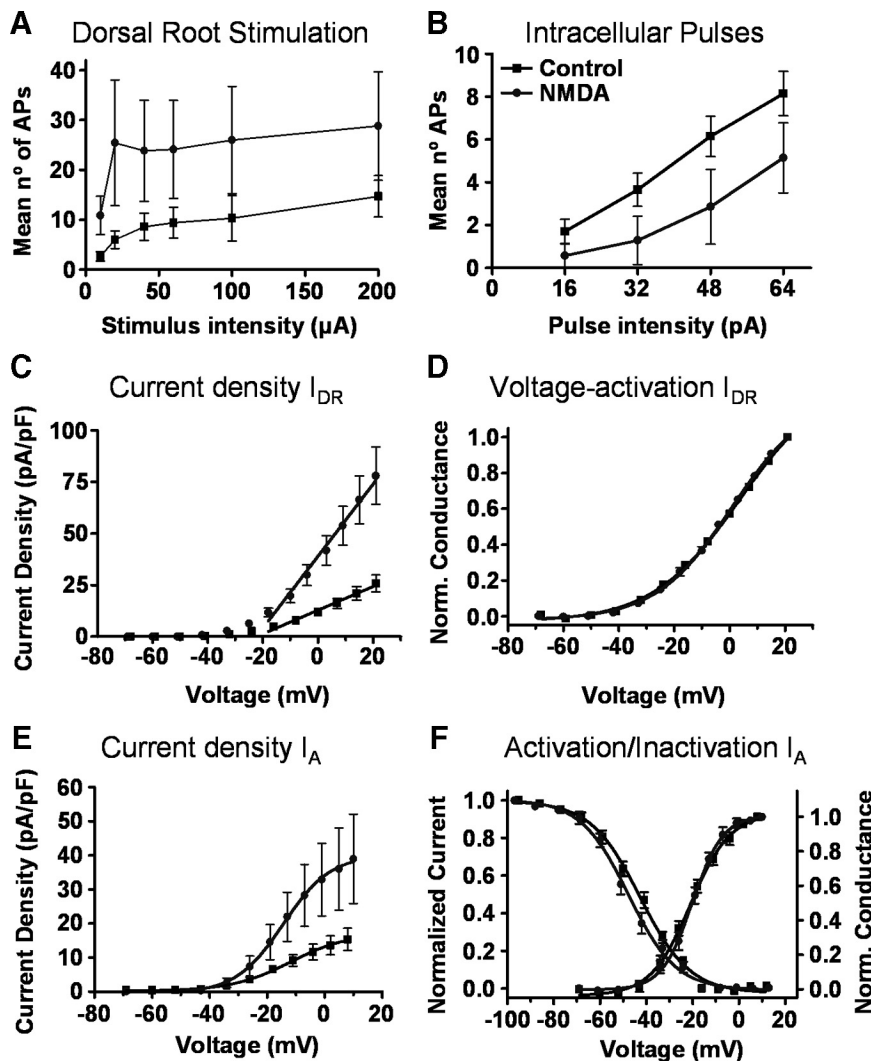 A
Dorsal Root Stimulation
Mean nº of APs
40
30
20
10
0
0
50
100
150
200
Stimulus intensity (µA)
B
Intracellular Pulses
Control
NMDA
Mean nº APs
10
8
6
4
2
0
0
16
32
48
64
Pulse intensity (pA)
C
Current density I_DR
Current Density (pA/pF)
100
75
50
25
0
-80
-60
-40
-20
0
20
Voltage (mV)
D
Voltage-activation I_DR
Norm. Conductance
1.0
0.8
0.6
0.4
0.2
0.0
-80
-60
-40
-20
0
20
Voltage (mV)
E
Current density I_A
Current Density (pA/pF)
60
50
40
30
20
10
0
-80
-60
-40
-20
0
20
Voltage (mV)
F
Activation/Inactivation I_A
Normalized Current
1.0
0.8
0.6
0.4
0.2
0.0
1.0
0.8
0.6
0.4
0.2
0.0
Norm. Conductance
-100
-80
-60
-40
-20
0
20
Voltage (mV)